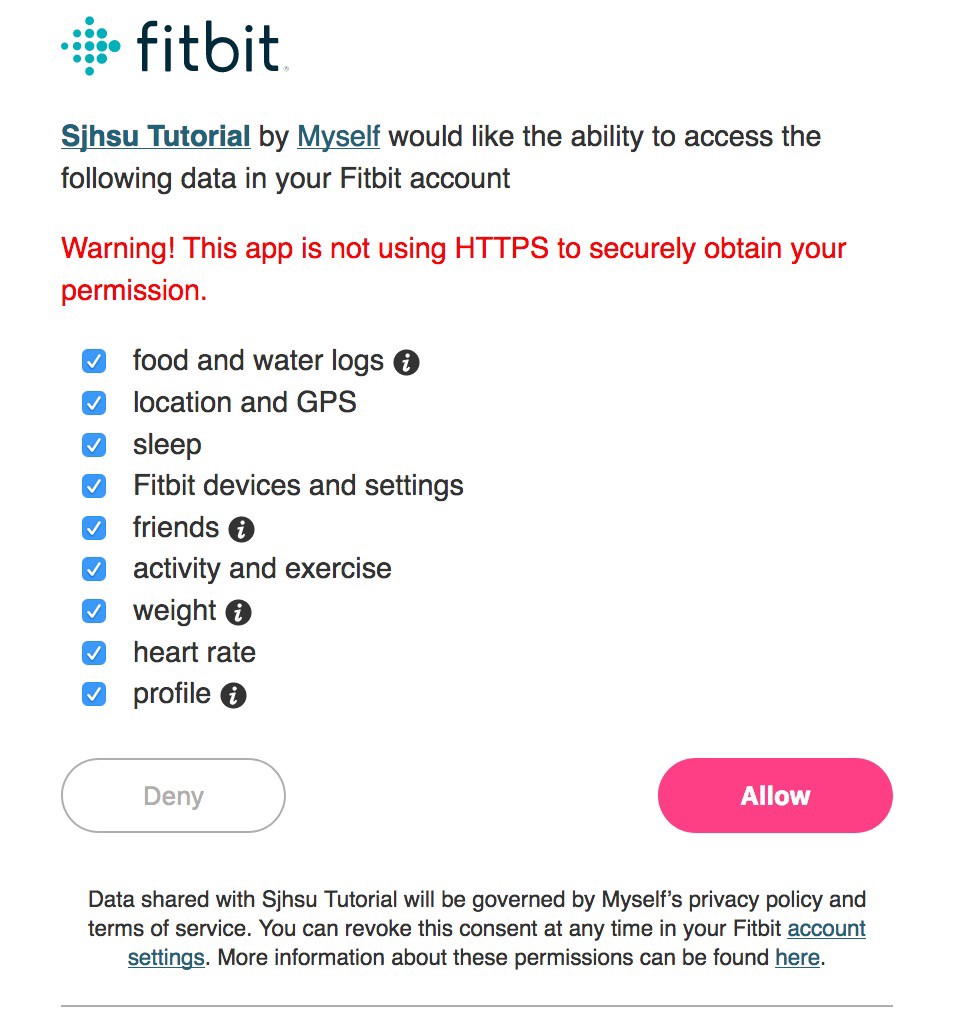 fitbit
Sjhsu Tutorial by Myself would like the ability to access the
following data in your Fitbit account
Warning! This app is not using HTTPS to securely obtain your
permission.
food and water logs
location and GPS
sleep
Fitbit devices and settings
friends
activity and exercise
weight
heart rate
profile
Deny
Allow
Data shared with Sjhsu Tutorial will be governed by Myself's privacy policy and
terms of service. You can revoke this consent at any time in your Fitbit account
settings. More information about these permissions can be found here.